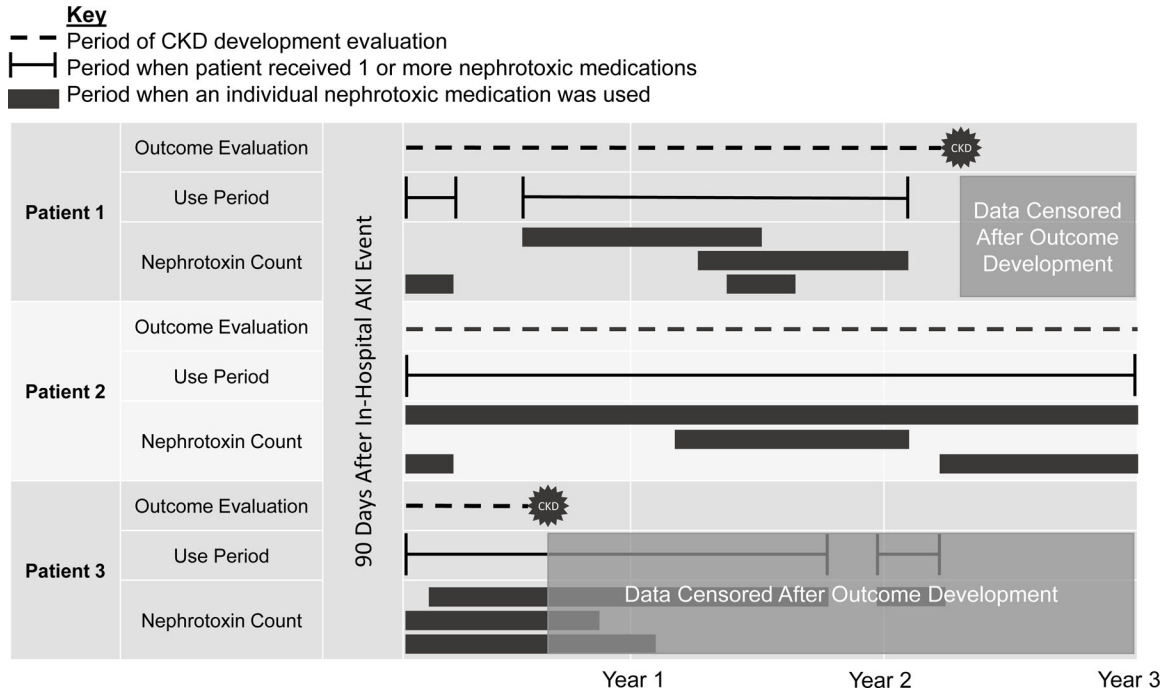 Key
Period of CKD development evaluation
Period when patient received 1 or more nephrotoxic medications
Period when an individual nephrotoxic medication was used
90 Days After In-Hospital AKI Event
Patient 1
Outcome Evaluation
CKD
Use Period
Nephrotoxin Count
Data Censored
After Outcome
Development
Patient 2
Outcome Evaluation
Use Period
Nephrotoxin Count
Patient 3
Outcome Evaluation
CKD
Use Period
Nephrotoxin Count
Data Censored After Outcome Development
Year 1
Year 2
Year 3